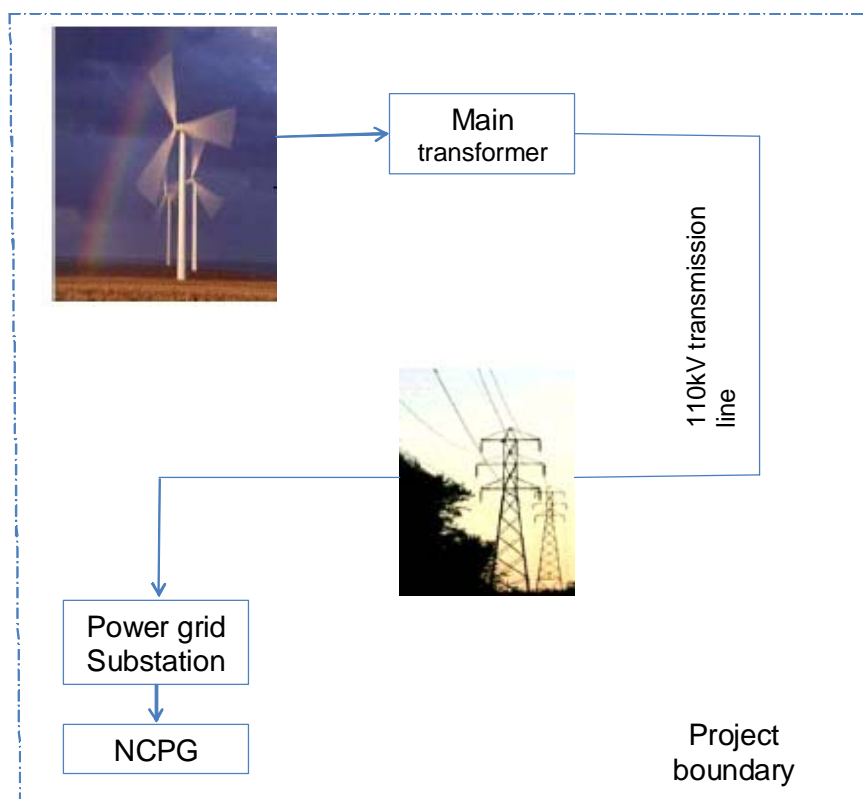 Main
transformer
110kV transmission
line
Power grid
Substation
NCPG
Project
boundary